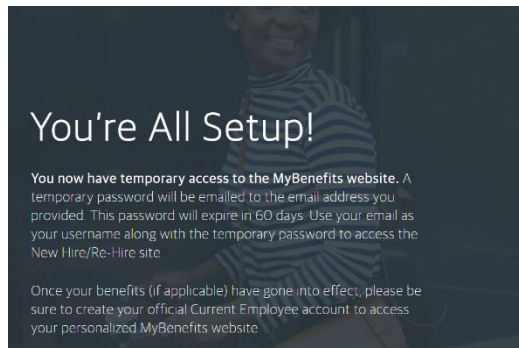 You're All Setup!
You now have temporary access to the MyBenefits website. A
temporary password will be emailed to the email address you
provided. This password will expire in 60 days. Use your email as
your username along with the temporary password to access the
New Hire/Re-Hire site
Once your benefits (if applicable) have gone into effect, please be
sure to create your official Current Employee account to access
your personalized MyBenefits website